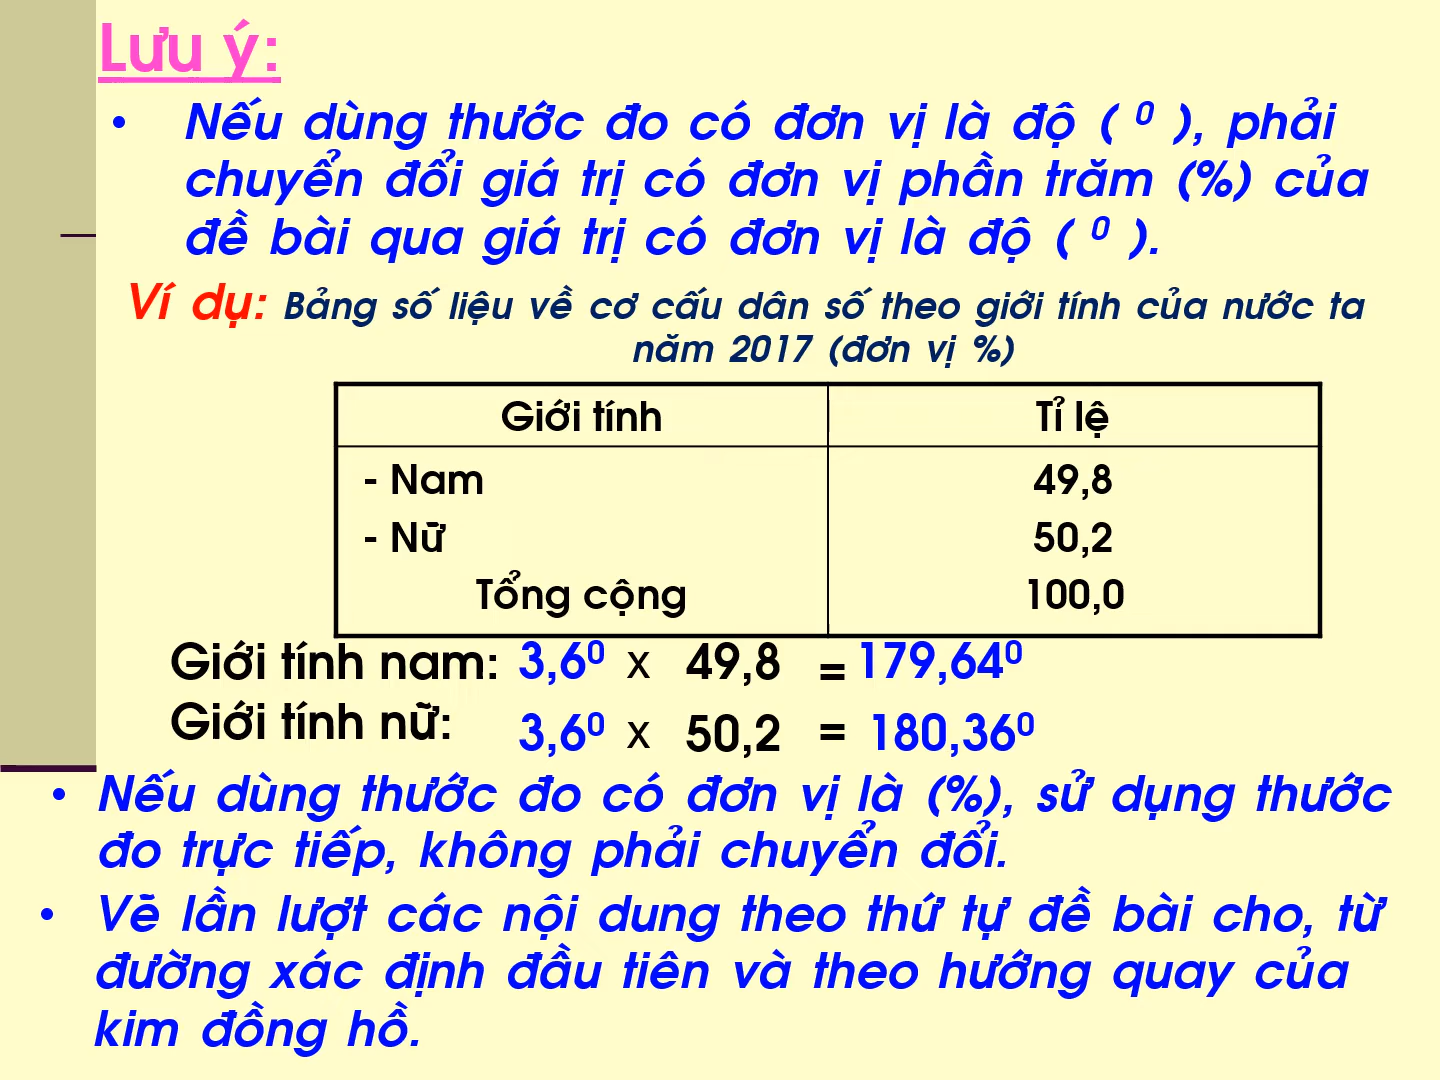 Lưu ý:
• Nếu dùng thước đo có đơn vị là độ ( ⁰ ), phải
chuyển đổi giá trị có đơn vị phần trăm (%) của
đề bài qua giá trị có đơn vị là độ ( ⁰ ).
Ví dụ: Bảng số liệu về cơ cấu dân số theo giới tính của nước ta
năm 2017 (đơn vị %)
Giới tính Tỉ lệ
- Nam 49,8
- Nữ 50,2
Tổng cộng 100,0
Giới tính nam: 3,6⁰ x 49,8 = 179,64⁰
Giới tính nữ: 3,6⁰ x 50,2 = 180,36⁰
• Nếu dùng thước đo có đơn vị là (%), sử dụng thước
đo trực tiếp, không phải chuyển đổi.
• Vẽ lần lượt các nội dung theo thứ tự đề bài cho, từ
đường xác định đầu tiên và theo hướng quay của
kim đồng hồ.